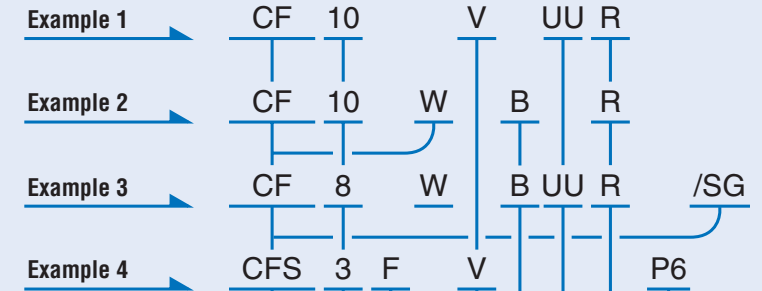 Example 1 CF 10 V UU R
Example 2 CF 10 W B R
Example 3 CF 8 W B UU R /SG
Example 4 CFS 3 F V P6